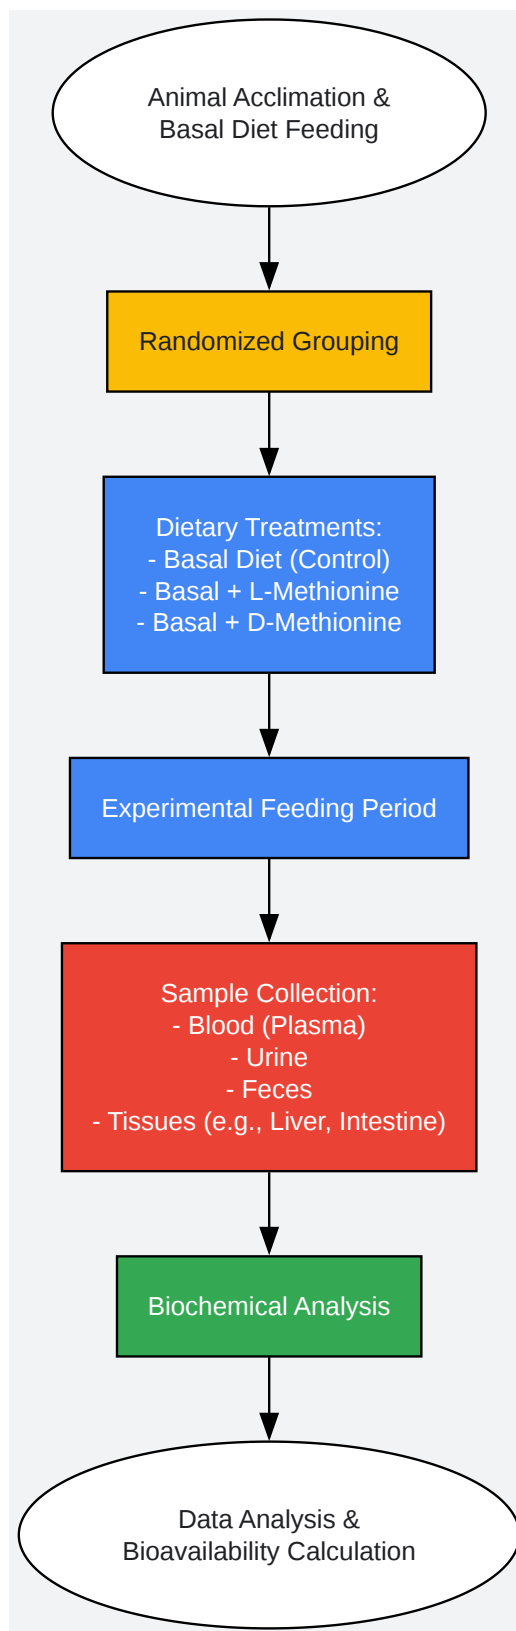 Animal Acclimation &
Basal Diet Feeding
Randomized Grouping
Dietary Treatments:
- Basal Diet (Control)
- Basal + L-Methionine
- Basal + D-Methionine
Experimental Feeding Period
Sample Collection:
- Blood (Plasma)
- Urine
- Feces
- Tissues (e.g., Liver, Intestine)
Biochemical Analysis
Data Analysis &
Bioavailability Calculation